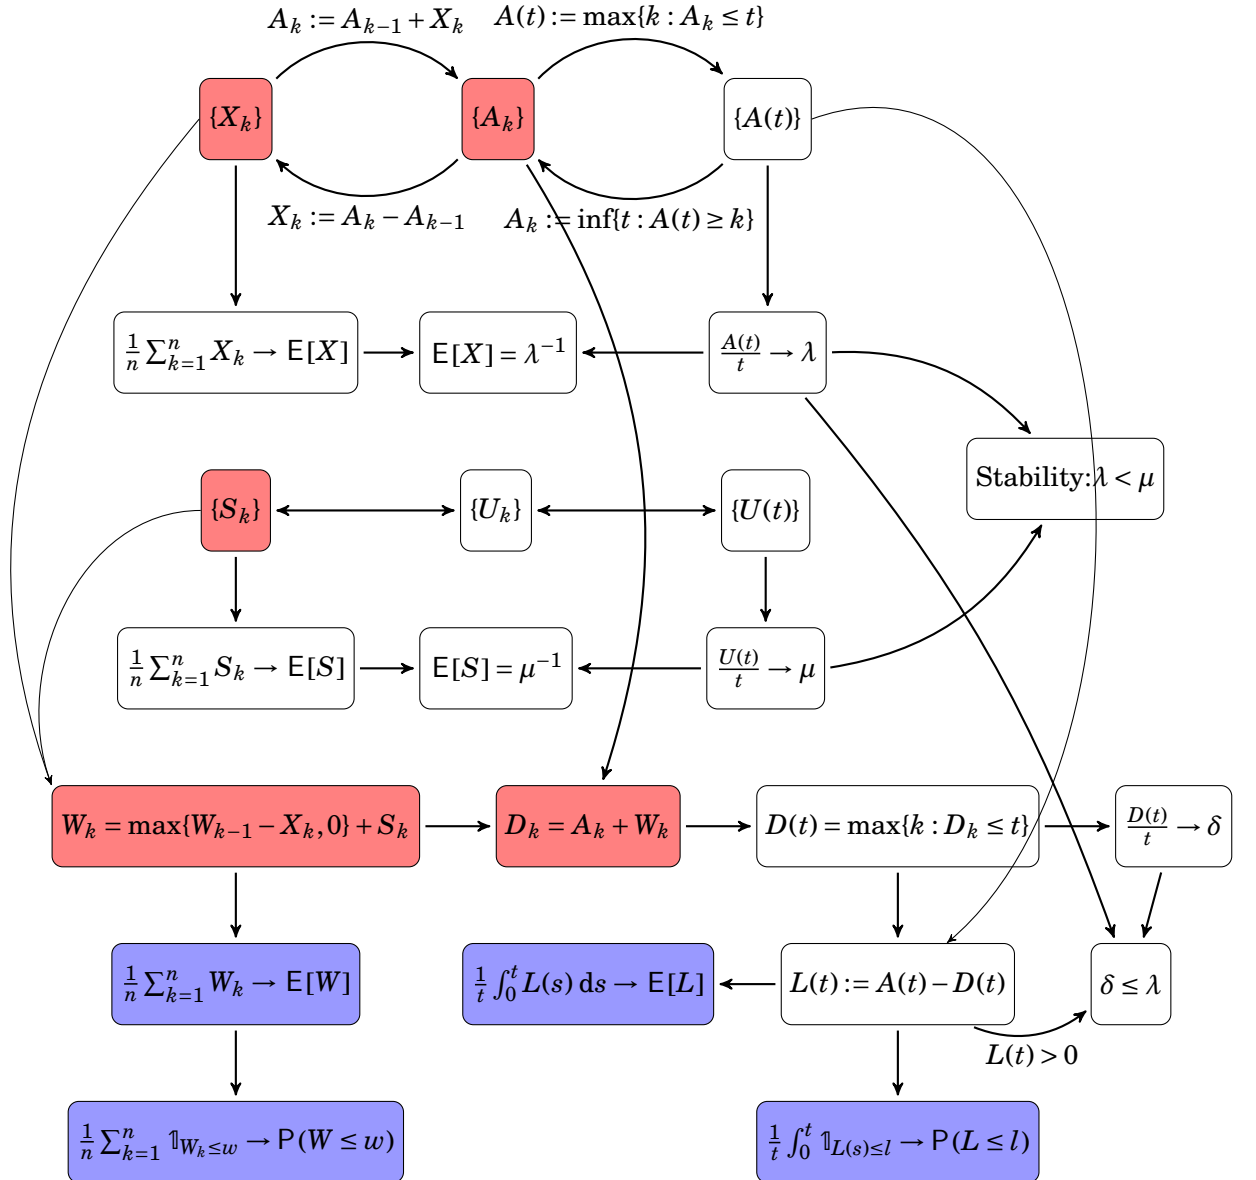 A_k := A_{k−1} + X_k
A(t) := max{k : A_k ≤ t}
{X_k}
{A_k}
{A(t)}
X_k := A_k − A_{k−1}
A_k := inf{t : A(t) ≥ k}
1/n ∑_{k=1}^n X_k → E[X]
E[X] = λ^{−1}
A(t)/t → λ
Stability: λ < μ
{S_k}
{U_k}
{U(t)}
1/n ∑_{k=1}^n S_k → E[S]
E[S] = μ^{−1}
U(t)/t → μ
W_k = max{W_{k−1} − X_k, 0} + S_k
D_k = A_k + W_k
D(t) = max{k : D_k ≤ t}
D(t)/t → δ
1/n ∑_{k=1}^n W_k → E[W]
1/t ∫_0^t L(s) ds → E[L]
L(t) := A(t) − D(t)
δ ≤ λ
L(t) > 0
1/n ∑_{k=1}^n 𝟙_{W_k ≤ w} → P(W ≤ w)
1/t ∫_0^t 𝟙_{L(s) ≤ l} → P(L ≤ l)